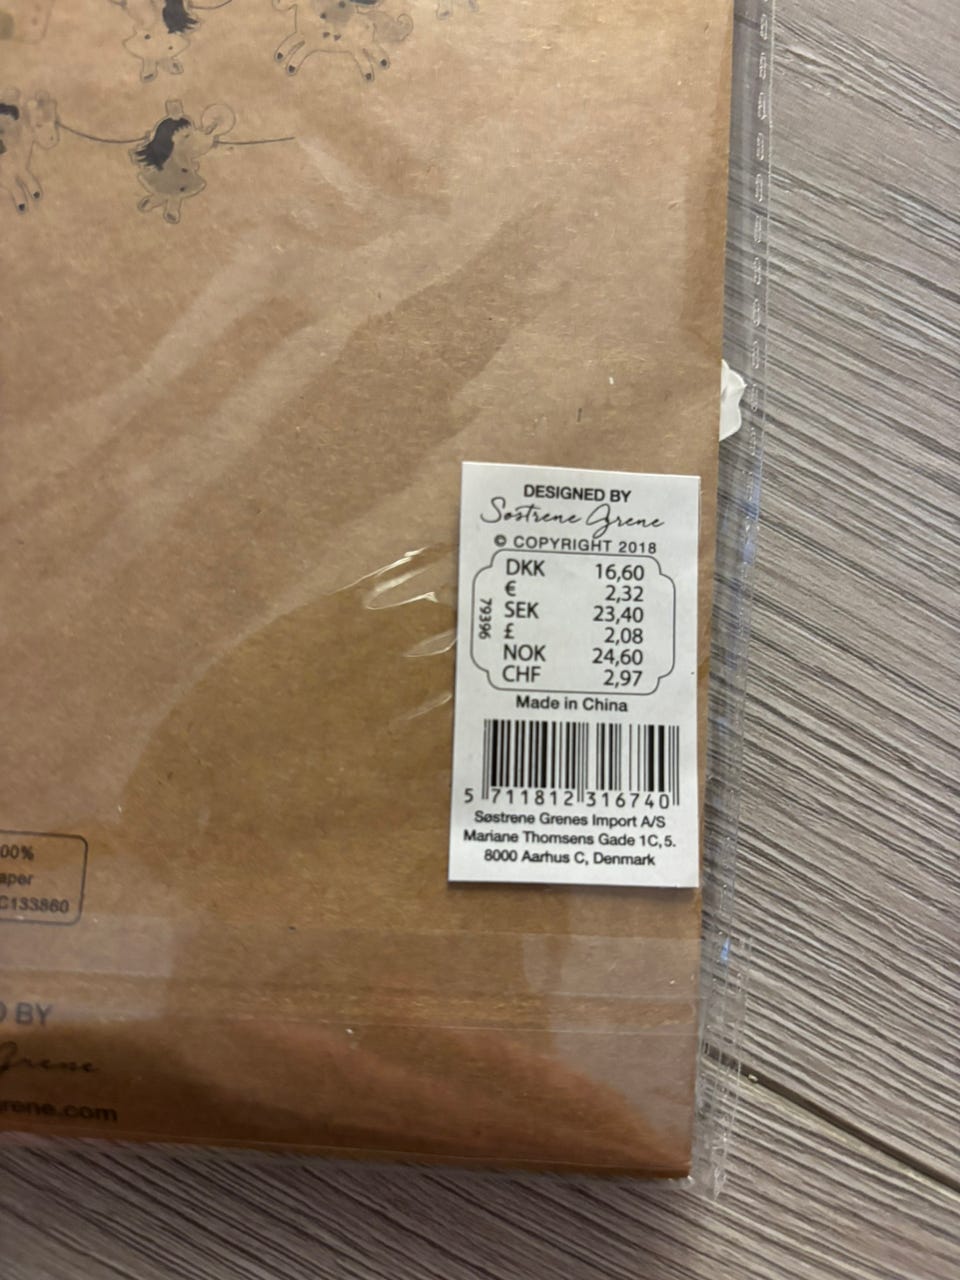 DESIGNED BY
Søstrene Grene
© COPYRIGHT 2018
DKK 16,60
€ 2,32
SEK 23,40
£ 2,08
NOK 24,60
CHF 2,97
79396
Made in China
5 711812 316740
Søstrene Grenes Import A/S
Mariane Thomsens Gade 1C, 5.
8000 Aarhus C, Denmark
00%
aper
C133860
D BY
Grene
rene.com